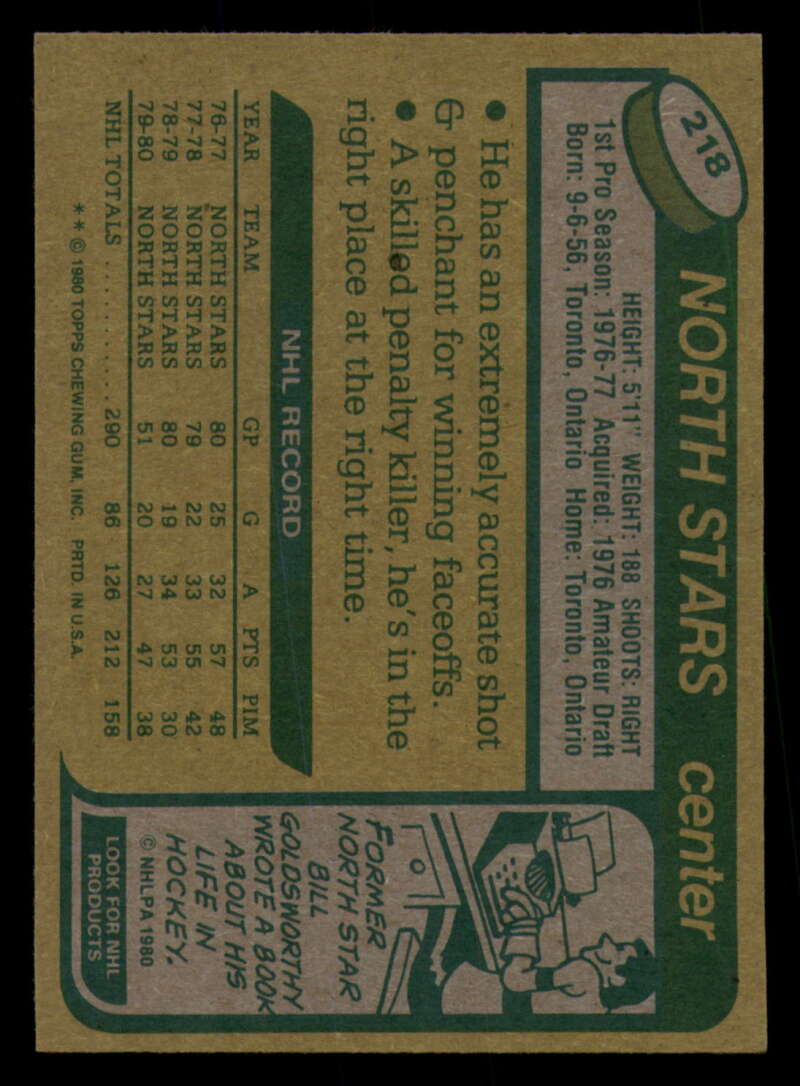 218
NORTH STARS center
HEIGHT: 5'11" WEIGHT: 188 SHOOTS: RIGHT
1st Pro Season: 1976-77 Acquired: 1976 Amateur Draft
Born: 9-6-56, Toronto, Ontario Home: Toronto, Ontario
● He has an extremely accurate shot
& penchant for winning faceoffs.
● A skilled penalty killer, he's in the
right place at the right time.
NHL RECORD
YEAR TEAM GP G A PTS PIM
76-77 NORTH STARS 80 25 32 57 48
77-78 NORTH STARS 79 22 33 55 42
78-79 NORTH STARS 80 19 34 53 30
79-80 NORTH STARS 51 20 27 47 38
NHL TOTALS .......... 290 86 126 212 158
** © 1980 TOPPS CHEWING GUM, INC. PRTD. IN U.S.A.
FORMER
NORTH STAR
BILL
GOLDSWORTHY
WROTE A BOOK
ABOUT HIS
LIFE IN
HOCKEY.
© NHLPA 1980
LOOK FOR NHL
PRODUCTS